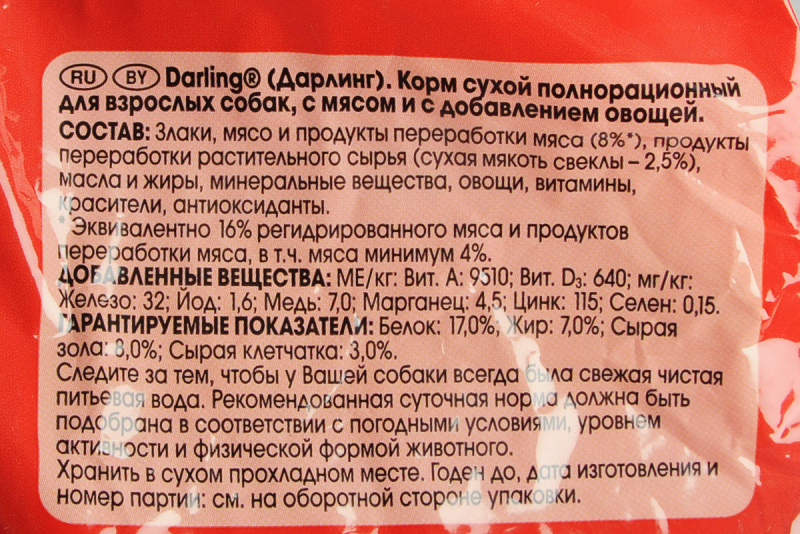 RU BY Darling® (Дарлинг). Корм сухой полнорационный
для взрослых собак, с мясом и с добавлением овощей.
СОСТАВ: Злаки, мясо и продукты переработки мяса (8%*), продукты
переработки растительного сырья (сухая мякоть свеклы – 2,5%),
масла и жиры, минеральные вещества, овощи, витамины,
красители, антиоксиданты.
* Эквивалентно 16% регидрированного мяса и продуктов
переработки мяса, в т.ч. мяса минимум 4%.
ДОБАВЛЕННЫЕ ВЕЩЕСТВА: МЕ/кг: Вит. А: 9510; Вит. D₃: 640; мг/кг:
Железо: 32; Йод: 1,6; Медь: 7,0; Марганец: 4,5; Цинк: 115; Селен: 0,15.
ГАРАНТИРУЕМЫЕ ПОКАЗАТЕЛИ: Белок: 17,0%; Жир: 7,0%; Сырая
зола: 8,0%; Сырая клетчатка: 3,0%.
Следите за тем, чтобы у Вашей собаки всегда была свежая чистая
питьевая вода. Рекомендованная суточная норма должна быть
подобрана в соответствии с погодными условиями, уровнем
активности и физической формой животного.
Хранить в сухом прохладном месте. Годен до, дата изготовления и
номер партии: см. на оборотной стороне упаковки.